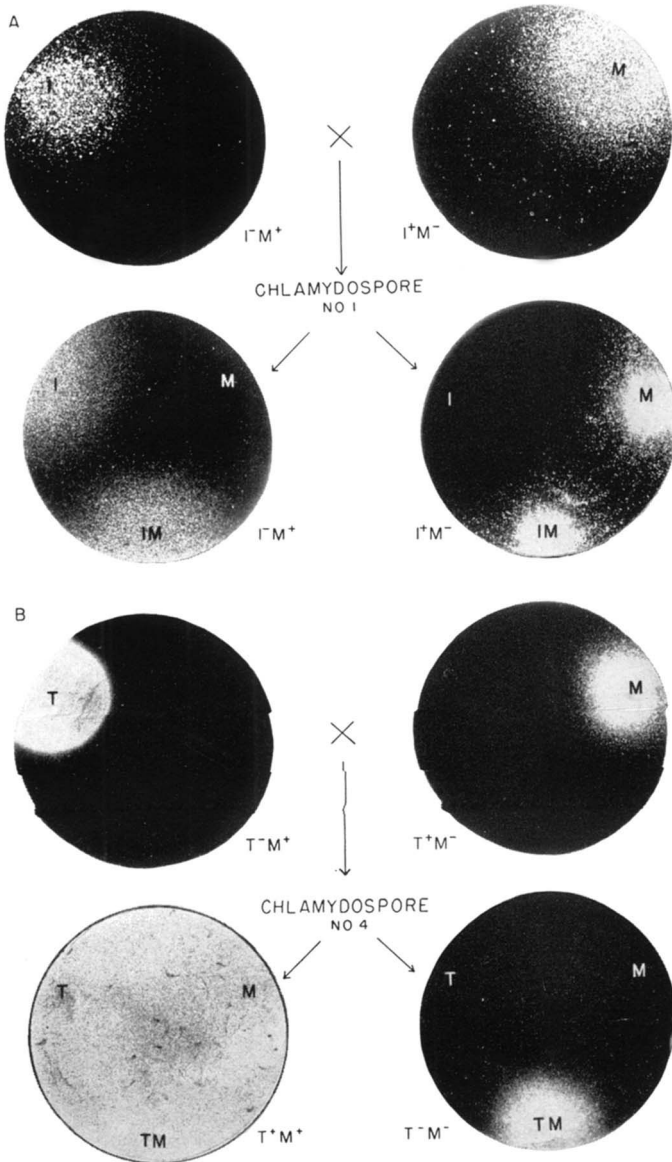 A
I
M
I⁻M⁺
I⁺M⁻
CHLAMYDOSPORE
NO 1
I
M
I
M
IM
I⁻M⁺
IM
I⁺M⁻
B
T
M
T⁻M⁺
T⁺M⁻
CHLAMYDOSPORE
NO 4
T
M
T
M
TM
T⁺M⁺
TM
T⁻M⁻